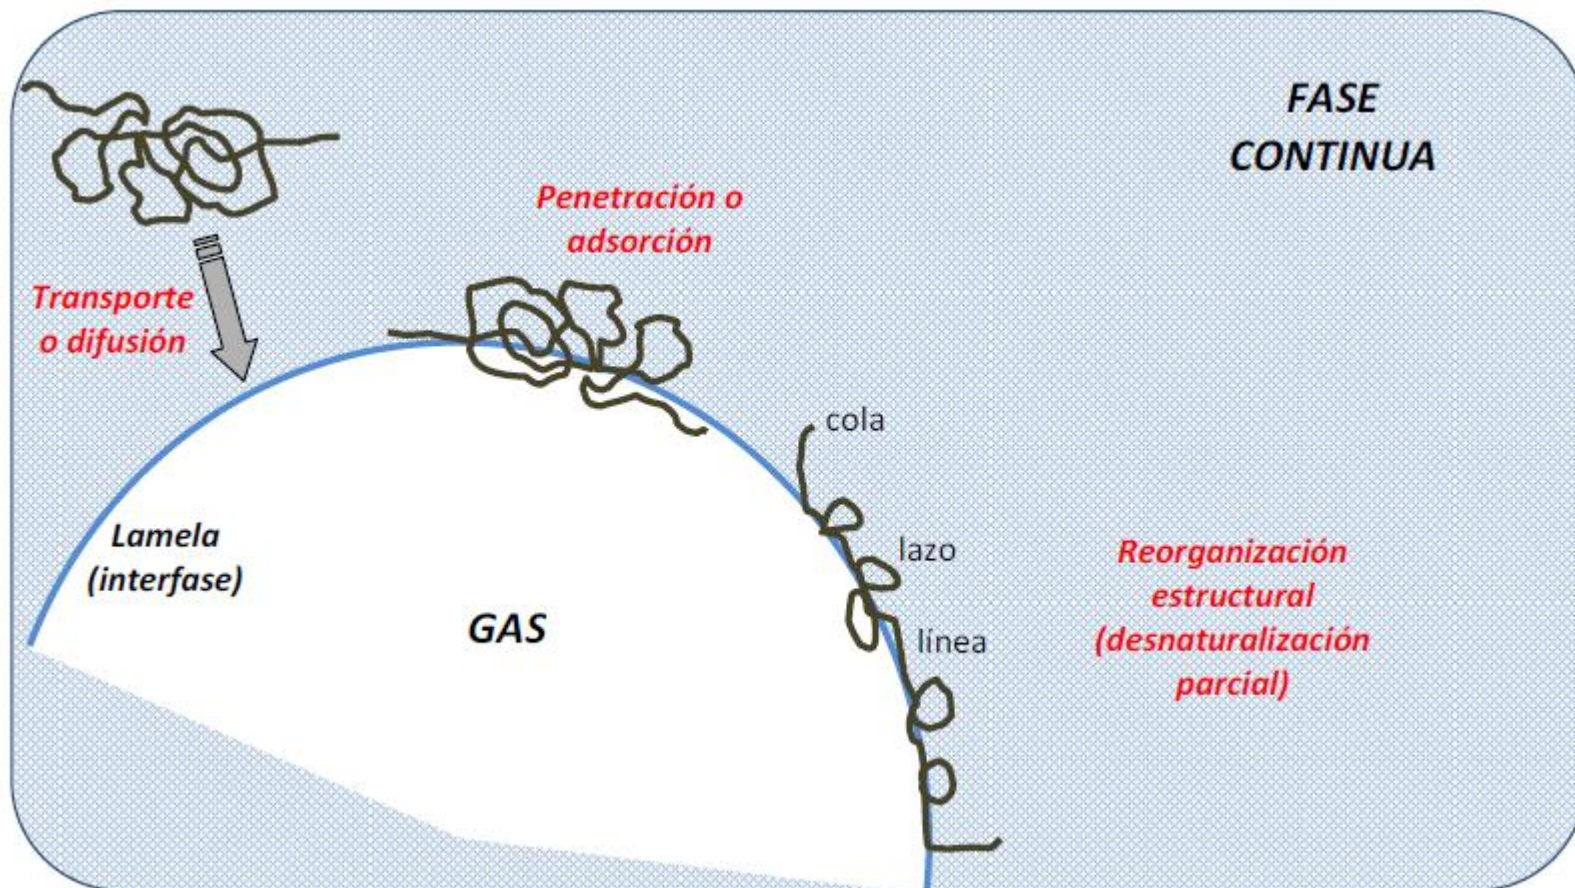 FASE
CONTINUA
Penetración o
adsorción
Transporte
o difusión
cola
Lamela
(interfase)
lazo
Reorganización
estructural
(desnaturalización
parcial)
GAS
línea